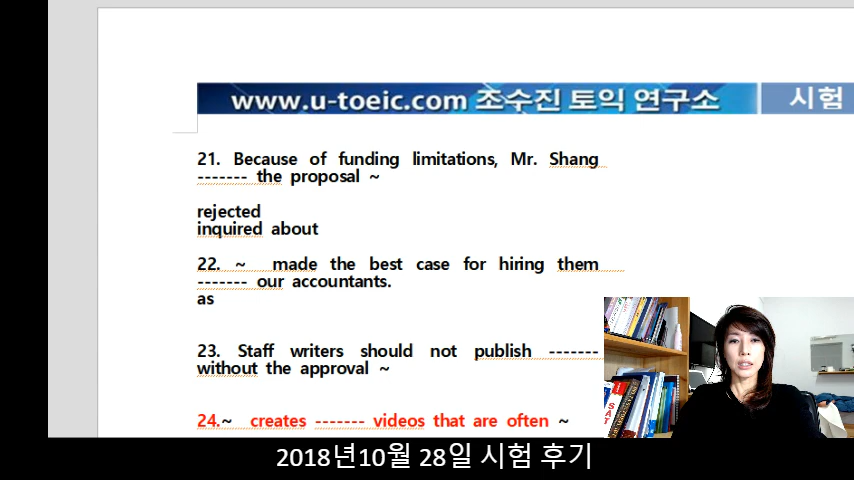 www.u-toeic.com 조수진 토익 연구소 시험
21. Because of funding limitations, Mr. Shang
------- the proposal ~
rejected
inquired about
22. ~ made the best case for hiring them
------- our accountants.
as
23. Staff writers should not publish -------
without the approval ~
24.~ creates ------- videos that are often ~
SAT
2018년10월 28일 시험 후기